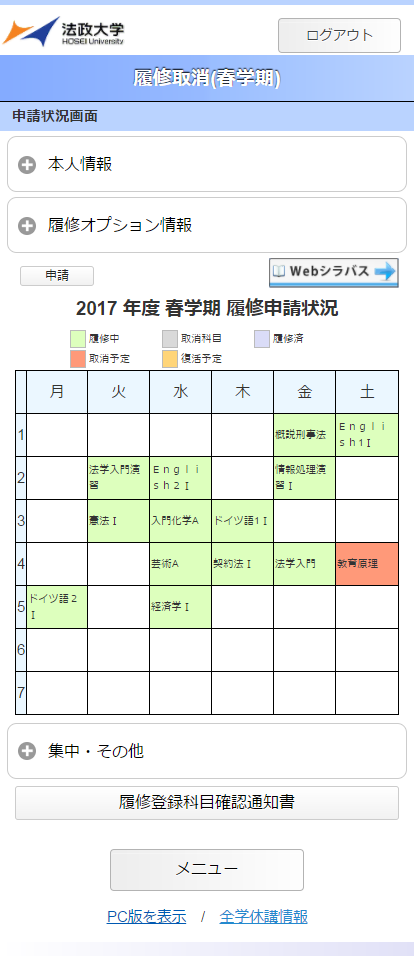 法政大学
HOSEI University
ログアウト
履修取消(春学期)
申請状況画面
本人情報
履修オプション情報
申請
Webシラバス
2017 年度 春学期 履修申請状況
履修中 取消科目 履修済
取消予定 復活予定
月 火 水 木 金 土
1 概説刑事法 Ｅｎｇｌｉ
ｓｈ１Ⅰ
2 法学入門演 Ｅｎｇｌｉ 情報処理演
習 ｓｈ２Ⅰ 習Ⅰ
3 憲法Ⅰ 入門化学A ドイツ語１Ⅰ
4 芸術A 契約法Ⅰ 法学入門 教育原理
5 ドイツ語２ 経済学Ⅰ
Ⅰ
6
7
集中・その他
履修登録科目確認通知書
メニュー
PC版を表示 / 全学休講情報